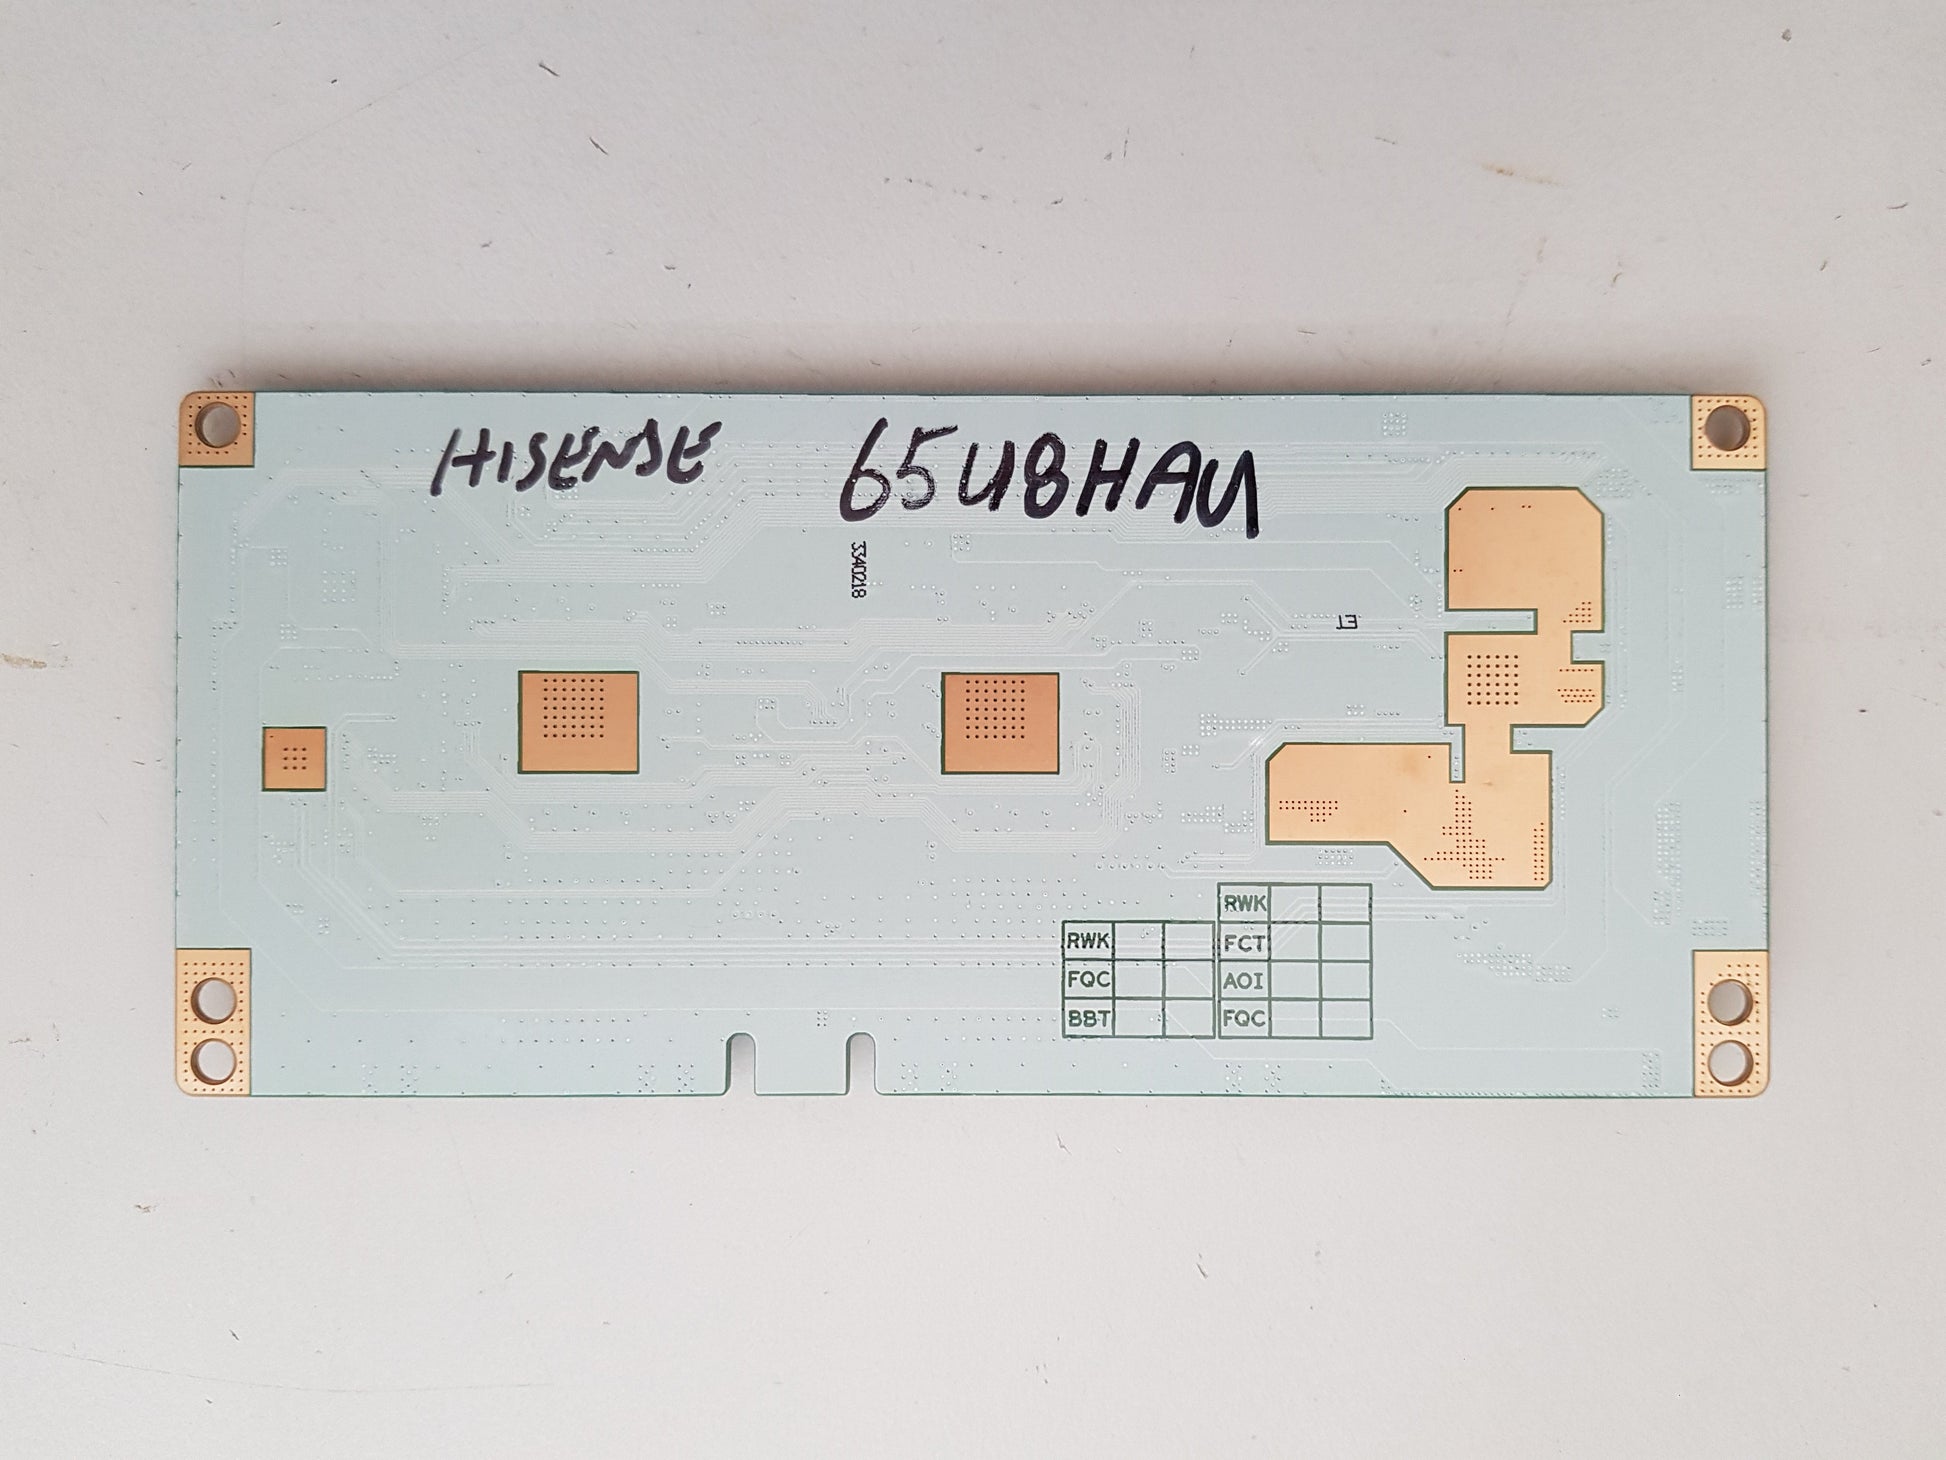 HISENSE 65U8HAU
3340218
ET
RWK
RWK FCT
FQC AOI
BBT FQC